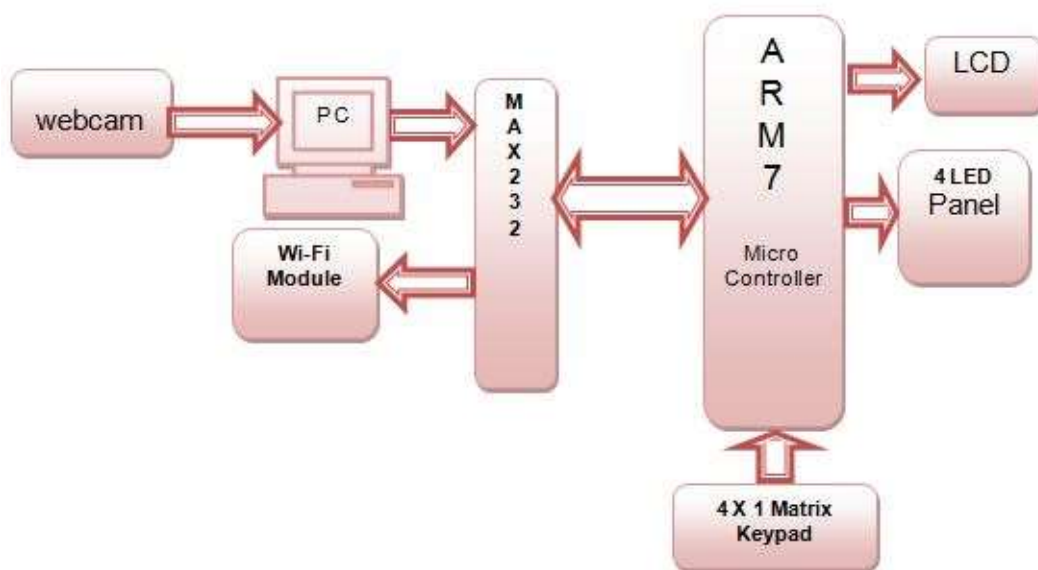 webcam
PC
M
A
X
2
3
2
Wi-Fi
Module
A
R
M
7
Micro
Controller
LCD
4 LED
Panel
4 X 1 Matrix
Keypad